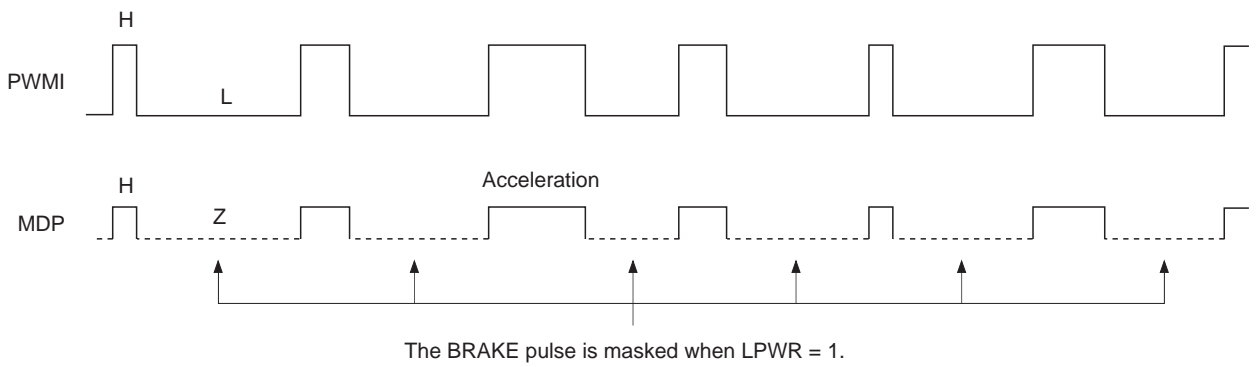 H
PWMI
L
H
Acceleration
MDP
Z
The BRAKE pulse is masked when LPWR = 1.